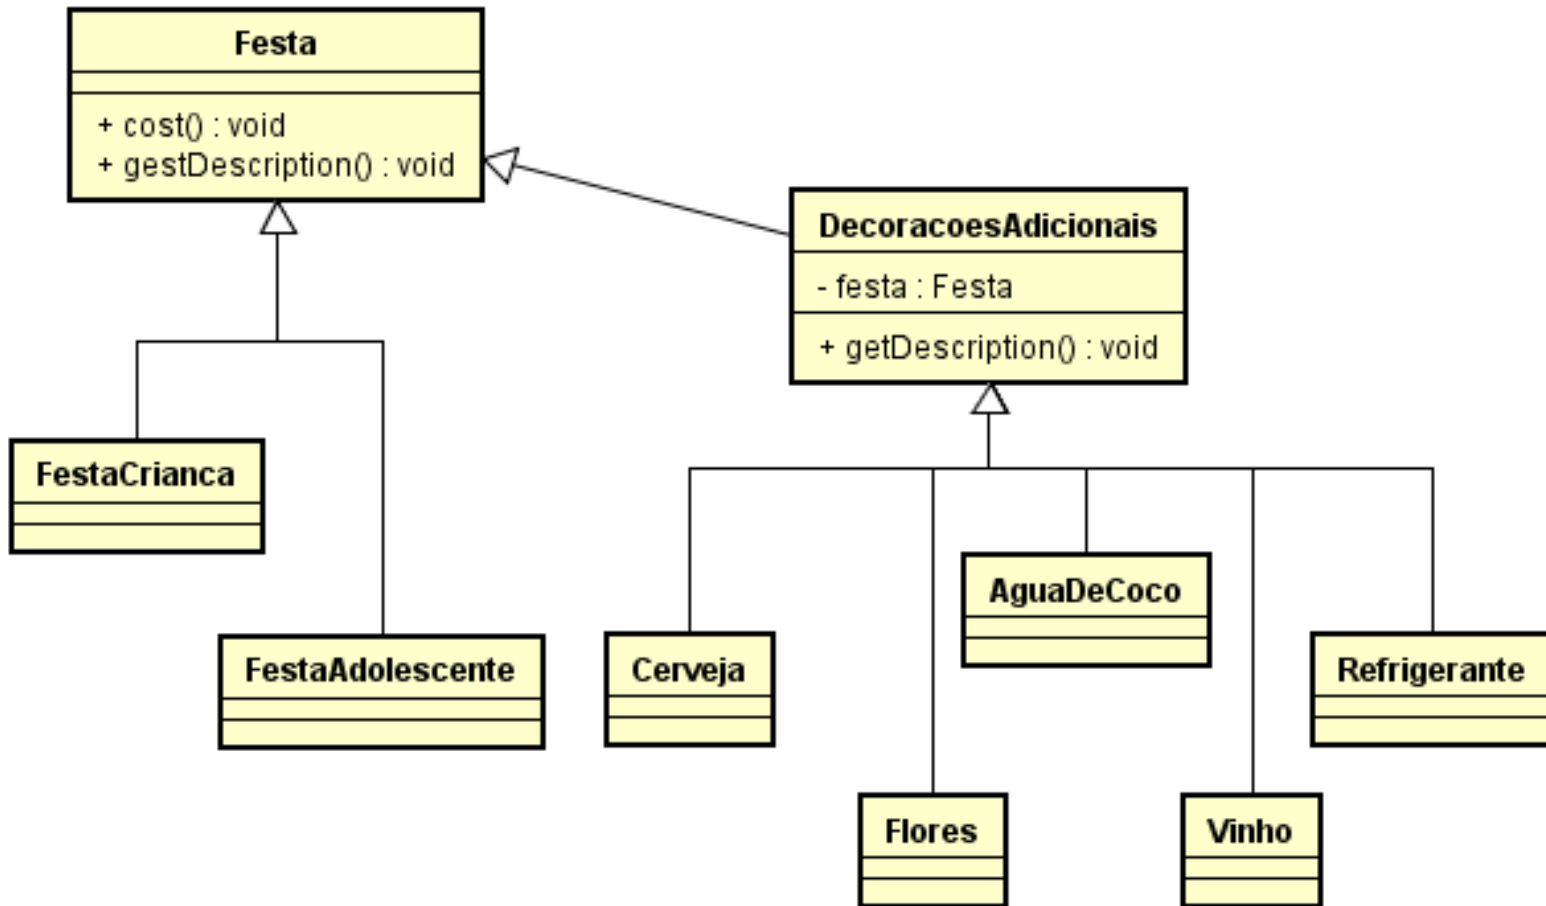 Festa
+ cost() : void
+ gestDescription() : void
DecoracoesAdicionais
- festa : Festa
+ getDescription() : void
FestaCrianca
FestaAdolescente
Cerveja
AguaDeCoco
Refrigerante
Flores
Vinho